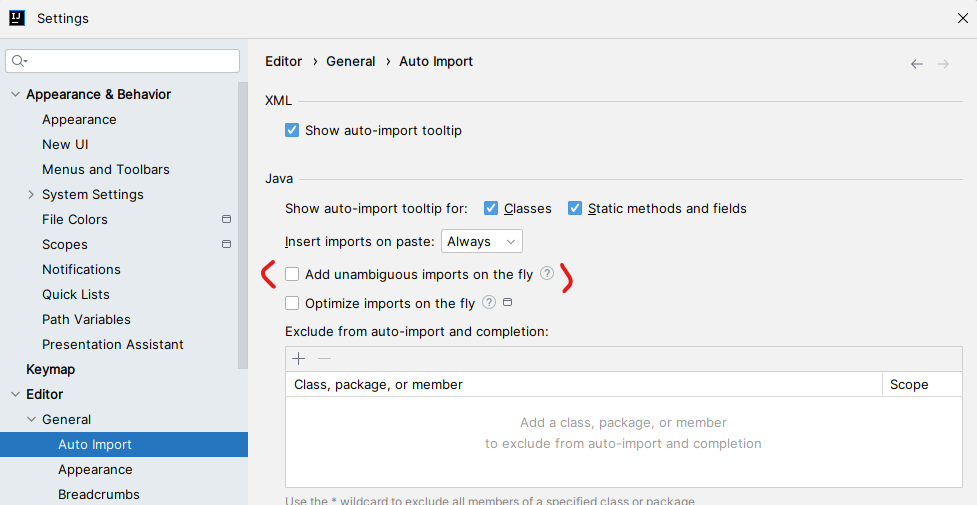 Settings
Appearance & Behavior
Appearance
New UI
Menus and Toolbars
System Settings
File Colors
Scopes
Notifications
Quick Lists
Path Variables
Presentation Assistant
Keymap
Editor
General
Auto Import
Appearance
Breadcrumbs
Editor › General › Auto Import
XML
Show auto-import tooltip
Java
Show auto-import tooltip for: Classes Static methods and fields
Insert imports on paste: Always
Add unambiguous imports on the fly ?
Optimize imports on the fly ?
Exclude from auto-import and completion:
Class, package, or member Scope
Add a class, package, or member
to exclude from auto-import and completion
Use the * wildcard to exclude all members of a specified class or package